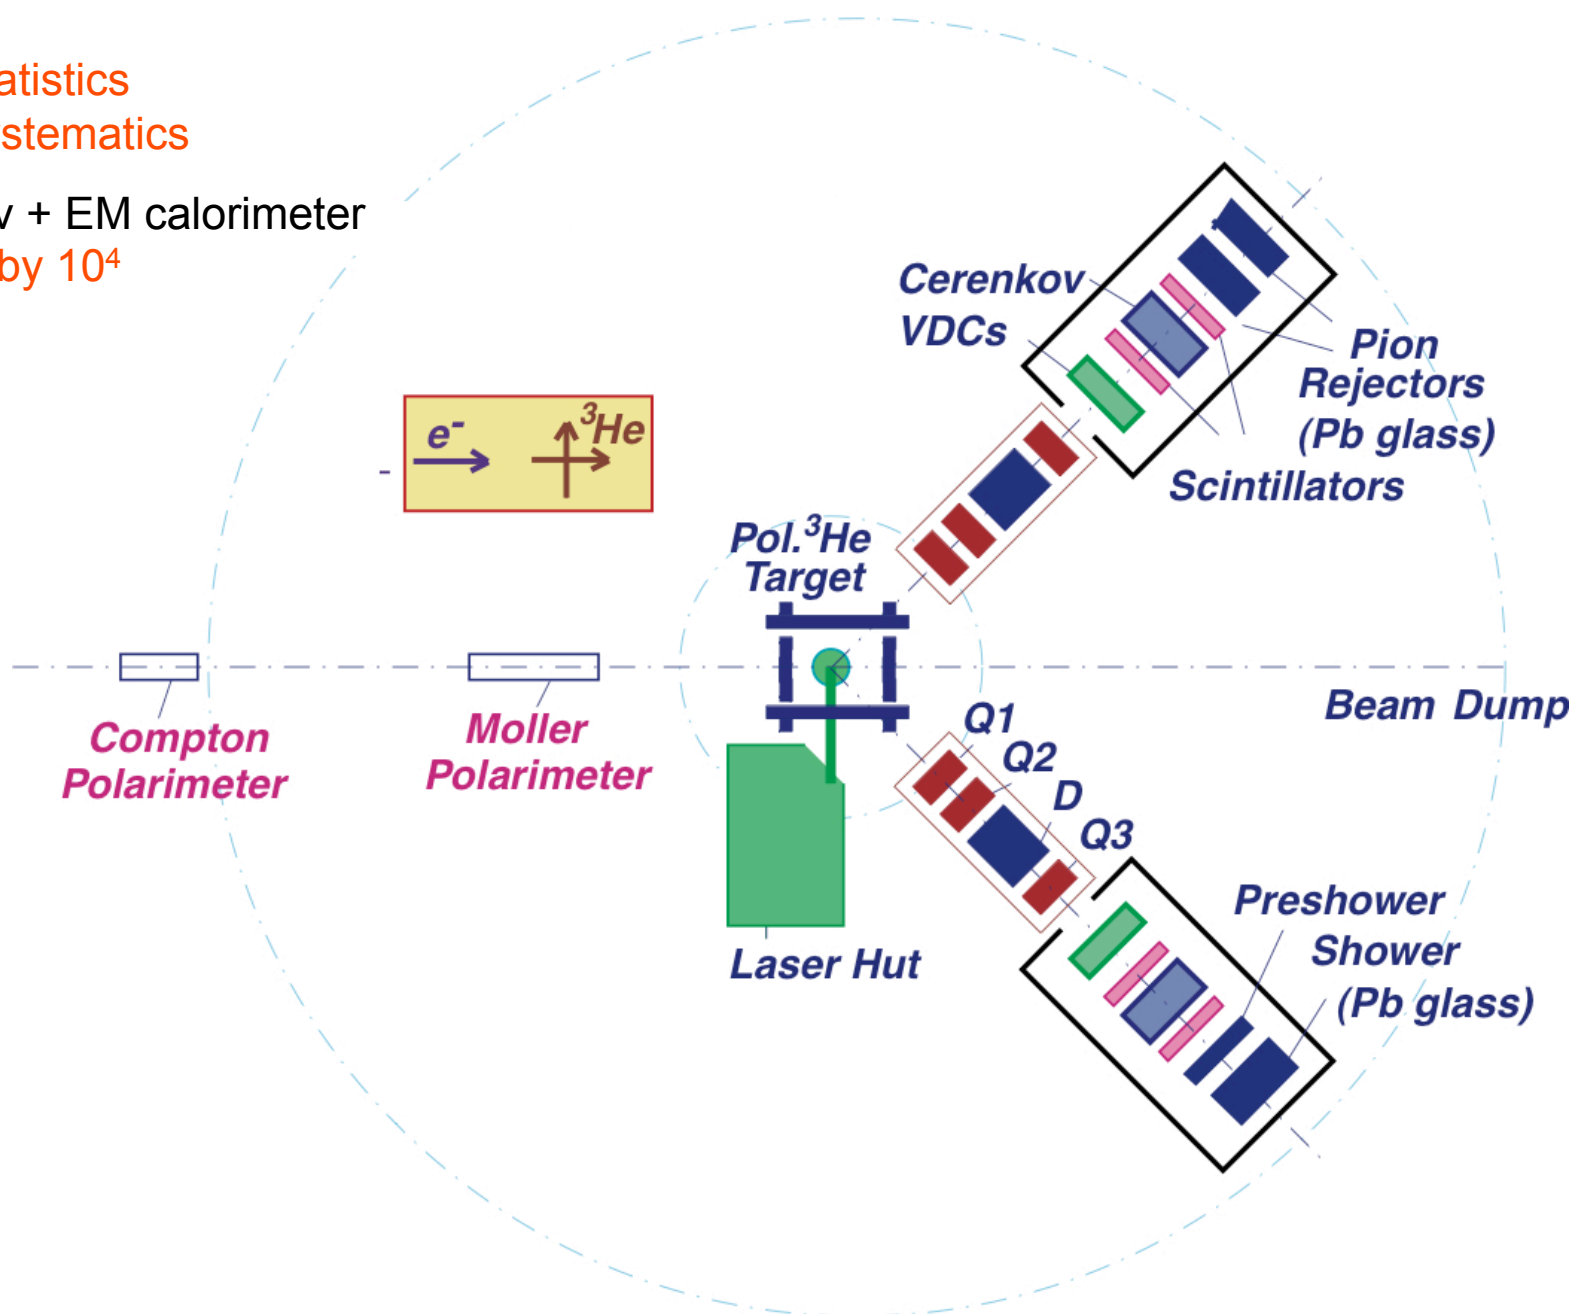 atistics
stematics
v + EM calorimeter
by 10⁴
Cerenkov
VDCs
Pion
Rejectors
(Pb glass)
Scintillators
e⁻
³He
-
Pol.³He
Target
Compton
Polarimeter
Moller
Polarimeter
Beam Dump
Q1
Q2
D
Q3
Laser Hut
Preshower
Shower
(Pb glass)